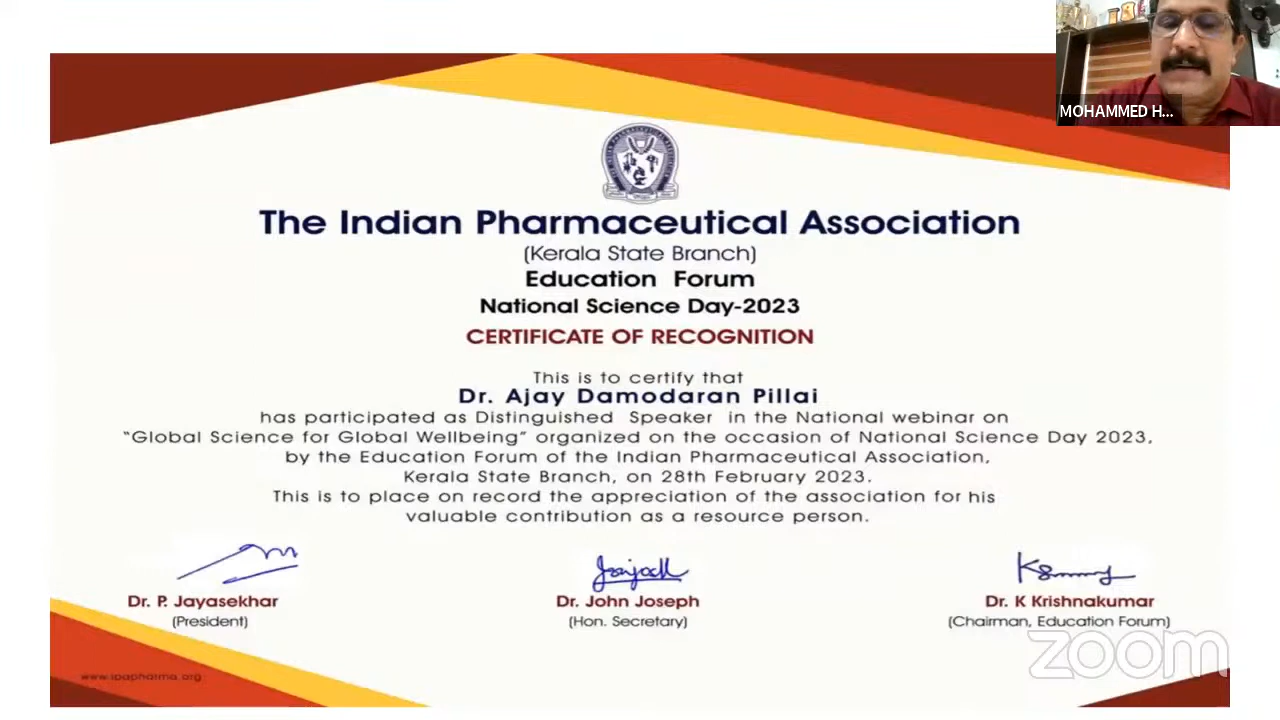 MOHAMMED H...
The Indian Pharmaceutical Association
(Kerala State Branch)
Education Forum
National Science Day-2023
CERTIFICATE OF RECOGNITION
This is to certify that
Dr. Ajay Damodaran Pillai
has participated as Distinguished Speaker in the National webinar on
“Global Science for Global Wellbeing” organized on the occasion of National Science Day 2023,
by the Education Forum of the Indian Pharmaceutical Association,
Kerala State Branch, on 28th February 2023.
This is to place on record the appreciation of the association for his
valuable contribution as a resource person.
Dr. P. Jayasekhar
(President)
Dr. John Joseph
(Hon. Secretary)
Dr. K Krishnakumar
(Chairman, Education Forum)
zoom
www.ipapharma.org